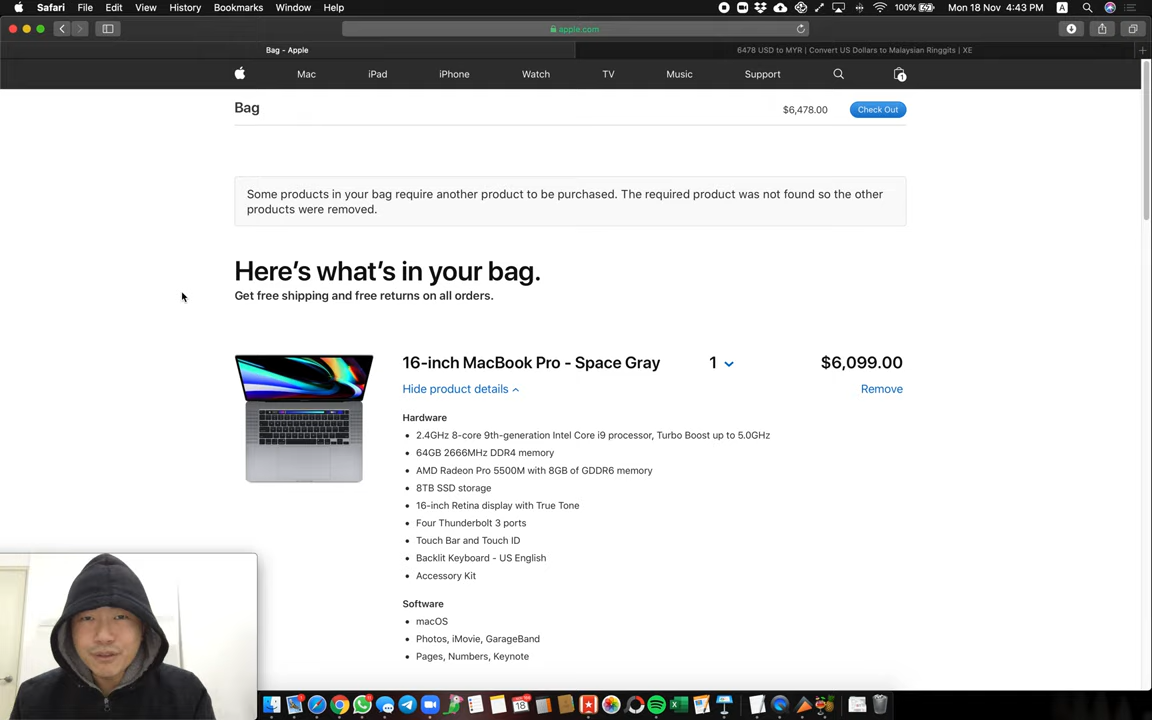 Safari File Edit View History Bookmarks Window Help 100% Mon 18 Nov 4:43 PM A
apple.com
Bag - Apple
6478 USD to MYR | Convert US Dollars to Malaysian Ringgits | XE
Mac iPad iPhone Watch TV Music Support 1
Bag $6,478.00 Check Out
Some products in your bag require another product to be purchased. The required product was not found so the other
products were removed.
Here's what's in your bag.
Get free shipping and free returns on all orders.
16-inch MacBook Pro - Space Gray 1 $6,099.00
Hide product details Remove
Hardware
• 2.4GHz 8-core 9th-generation Intel Core i9 processor, Turbo Boost up to 5.0GHz
• 64GB 2666MHz DDR4 memory
• AMD Radeon Pro 5500M with 8GB of GDDR6 memory
• 8TB SSD storage
• 16-inch Retina display with True Tone
• Four Thunderbolt 3 ports
• Touch Bar and Touch ID
• Backlit Keyboard - US English
• Accessory Kit
Software
• macOS
• Photos, iMovie, GarageBand
• Pages, Numbers, Keynote
18